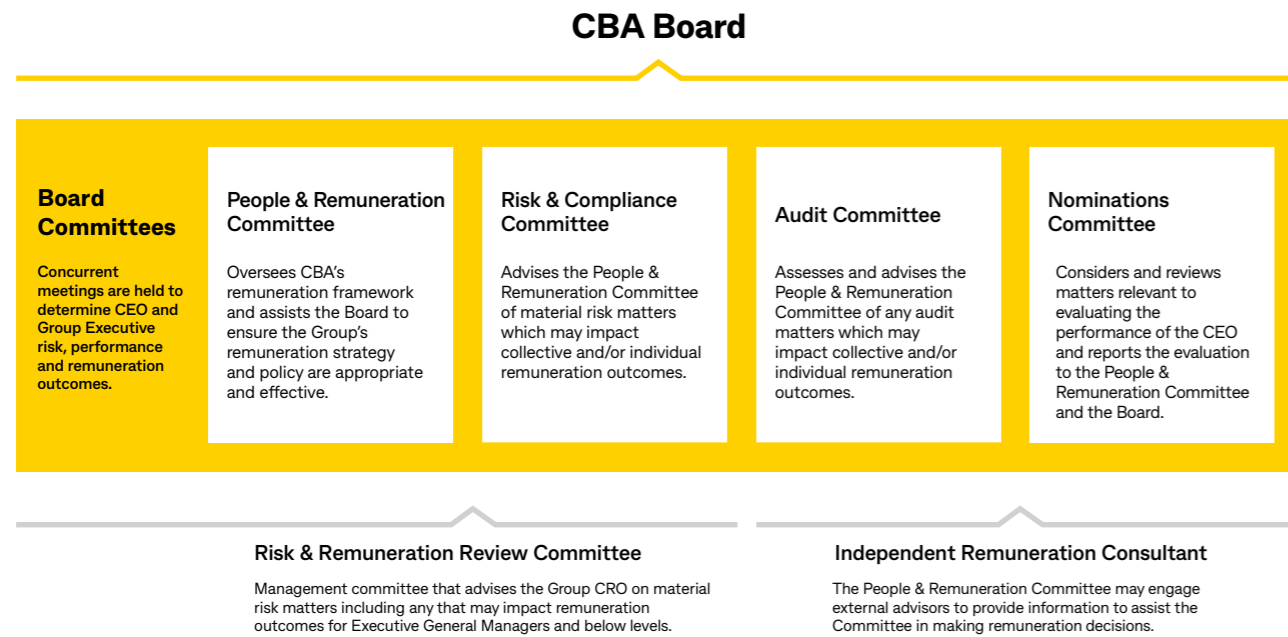 CBA Board
Board
Committees
Concurrent
meetings are held to
determine CEO and
Group Executive
risk, performance
and remuneration
outcomes.
People & Remuneration
Committee
Oversees CBA’s
remuneration framework
and assists the Board to
ensure the Group’s
remuneration strategy
and policy are appropriate
and effective.
Risk & Compliance
Committee
Advises the People &
Remuneration Committee
of material risk matters
which may impact
collective and/or individual
remuneration outcomes.
Audit Committee
Assesses and advises the
People & Remuneration
Committee of any audit
matters which may
impact collective and/or
individual remuneration
outcomes.
Nominations
Committee
Considers and reviews
matters relevant to
evaluating the
performance of the CEO
and reports the evaluation
to the People &
Remuneration Committee
and the Board.
Risk & Remuneration Review Committee
Management committee that advises the Group CRO on material
risk matters including any that may impact remuneration
outcomes for Executive General Managers and below levels.
Independent Remuneration Consultant
The People & Remuneration Committee may engage
external advisors to provide information to assist the
Committee in making remuneration decisions.